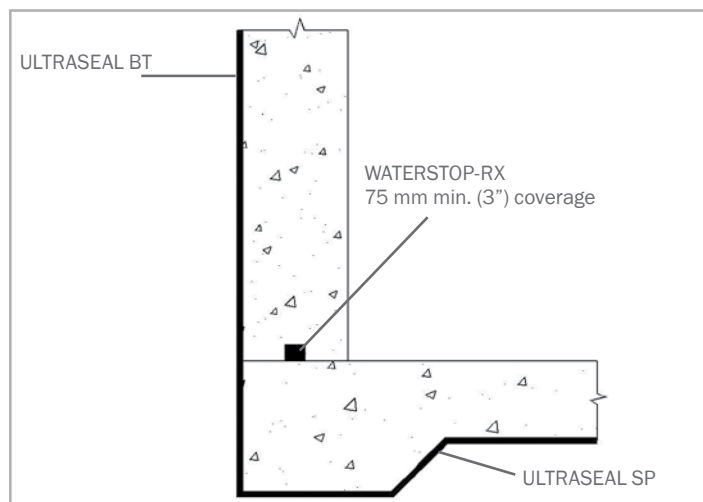 ULTRASEAL BT
WATERSTOP-RX
75 mm min. (3”) coverage
ULTRASEAL SP